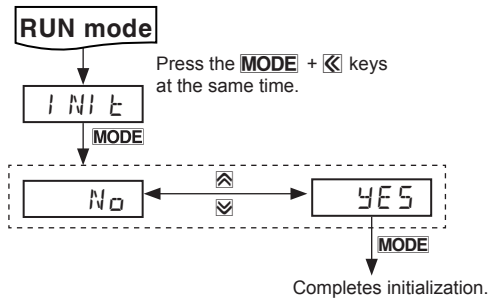 RUN mode
Press the MODE + « keys
at the same time.
INIt
MODE
No
YES
MODE
Completes initialization.